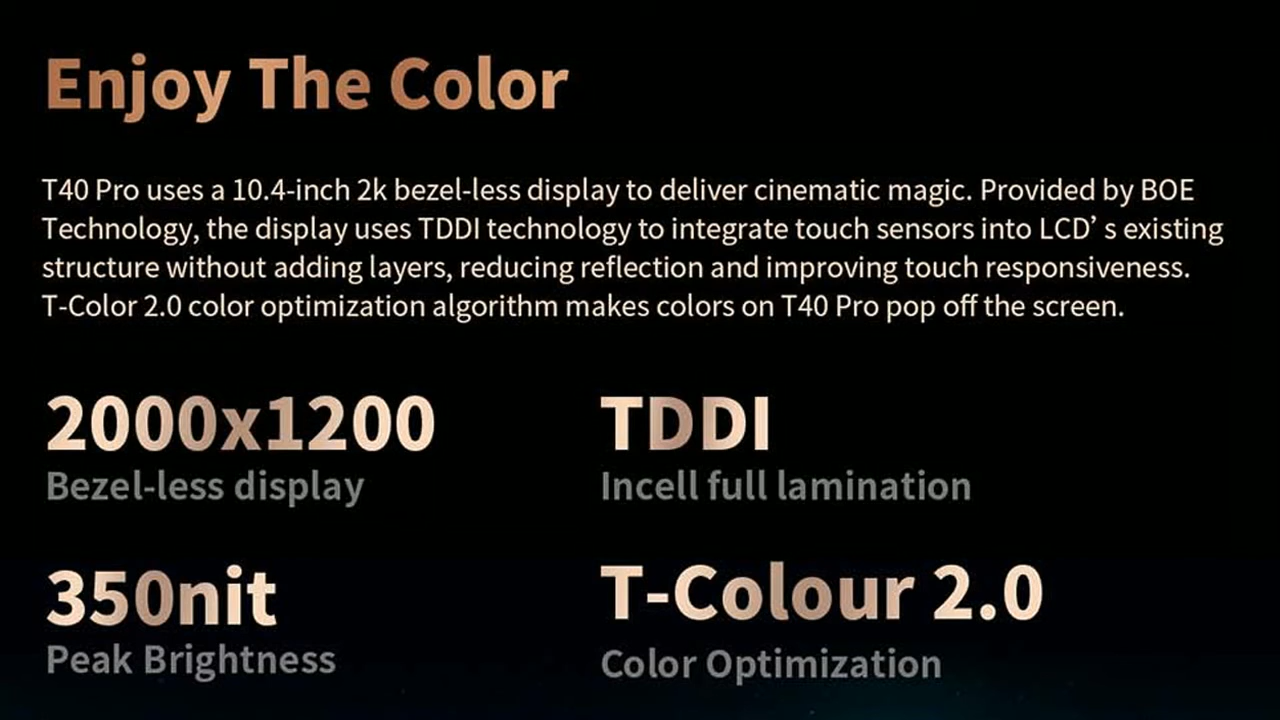 Enjoy The Color
T40 Pro uses a 10.4-inch 2k bezel-less display to deliver cinematic magic. Provided by BOE
Technology, the display uses TDDI technology to integrate touch sensors into LCD’ s existing
structure without adding layers, reducing reflection and improving touch responsiveness.
T-Color 2.0 color optimization algorithm makes colors on T40 Pro pop off the screen.
2000x1200
Bezel-less display
TDDI
Incell full lamination
350nit
Peak Brightness
T-Colour 2.0
Color Optimization